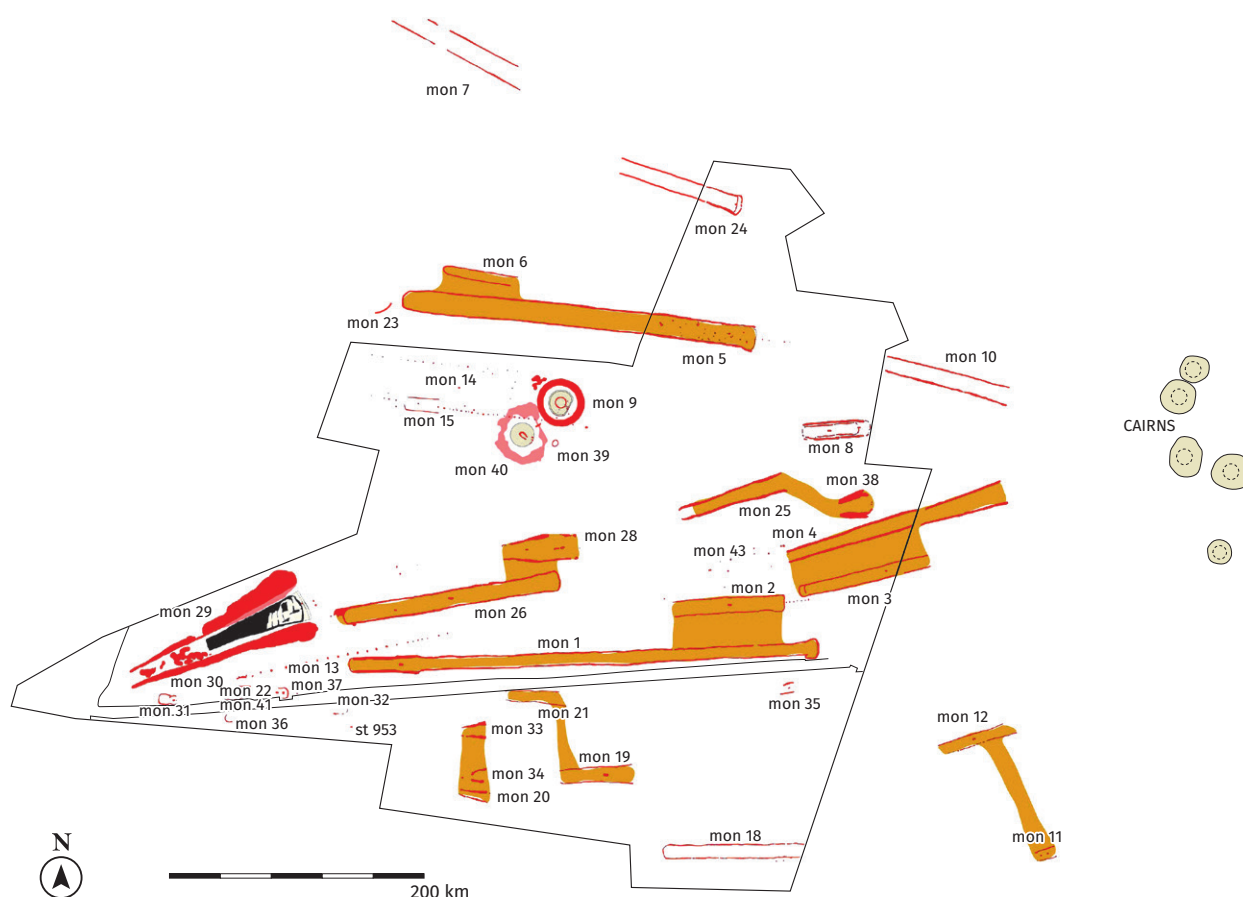 mon 7
mon 24
mon 6
mon 23
mon 5
mon 10
mon 14
mon 9
mon 15
CAIRNS
mon 8
mon 39
mon 40
mon 38
mon 25
mon 4
mon 28
mon 43
mon 2
mon 3
mon 29
mon 26
mon 1
mon 13
mon 30
mon 22
mon 37
mon 41
mon 32
mon 31
mon 36
mon 35
mon 21
st 953
mon 33
mon 12
mon 19
mon 34
mon 20
mon 18
mon 11
N
200 km